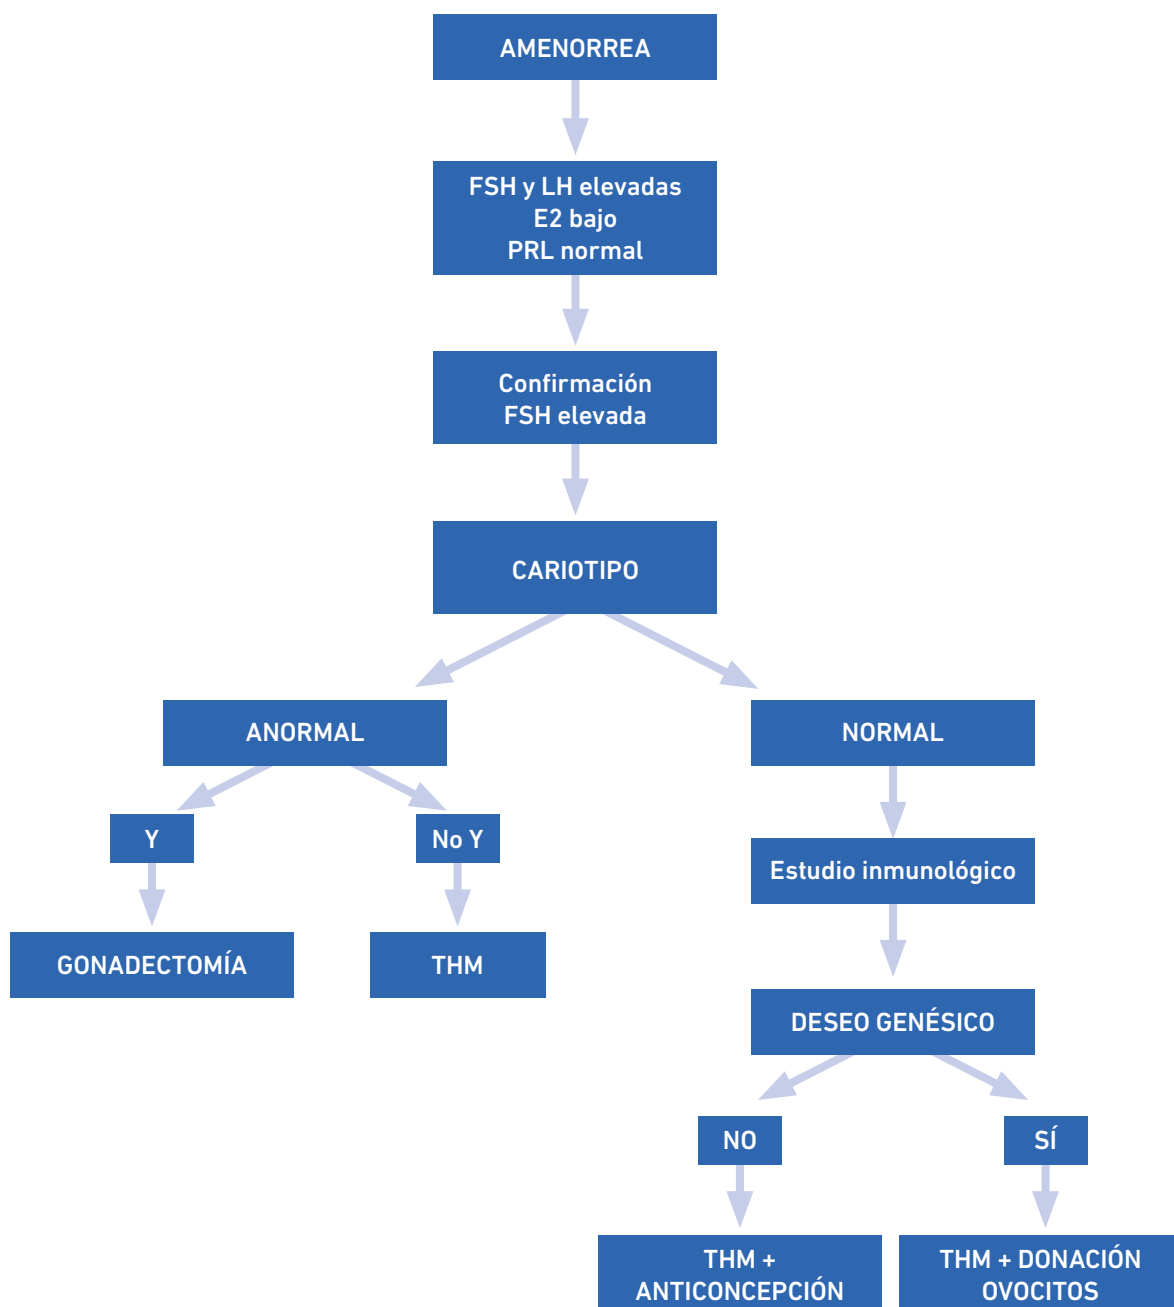 AMENORREA
FSH y LH elevadas
E2 bajo
PRL normal
Confirmación
FSH elevada
CARIOTIPO
ANORMAL
NORMAL
Y
No Y
Estudio inmunológico
GONADECTOMÍA
THM
DESEO GENÉSICO
NO
SÍ
THM +
ANTICONCEPCIÓN
THM + DONACIÓN
OVOCITOS